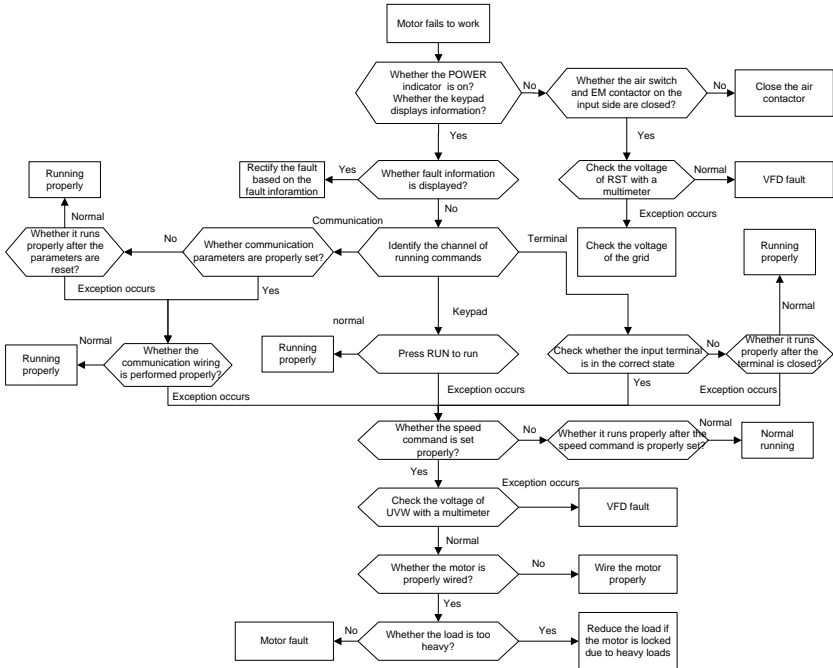 Motor fails to work
Whether the POWER
indicator is on?
Whether the keypad
displays information?
No
Whether the air switch
and EM contactor on the
input side are closed?
No
Close the air
contactor
Yes
Yes
Rectify the fault
based on the
fault inforamtion
Yes
Whether fault information
is displayed?
Check the voltage
of RST with a
multimeter
Normal
VFD fault
Running
properly
Normal
No
Exception occurs
Communication
Whether it runs
properly after the
parameters are
reset?
No
Whether communication
parameters are properly set?
Identify the channel of
running commands
Terminal
Check the voltage
of the grid
Running
properly
Exception occurs
Yes
Keypad
Normal
normal
Running
properly
Normal
Whether the
communication wiring
is performed properly?
Running
properly
Press RUN to run
Check whether the input terminal
is in the correct state
No
Whether it runs
properly after the
terminal is closed?
Exception occurs
Exception occurs
Yes
Exception occurs
Whether the speed
command is set
properly?
No
Whether it runs properly after the
speed command is properly set?
Normal
Normal
running
Yes
Exception occurs
Check the voltage of
UVW with a multimeter
VFD fault
Normal
Whether the motor is
properly wired?
No
Wire the motor
properly
Yes
Motor fault
No
Whether the load is too
heavy?
Yes
Reduce the load if
the motor is locked
due to heavy loads